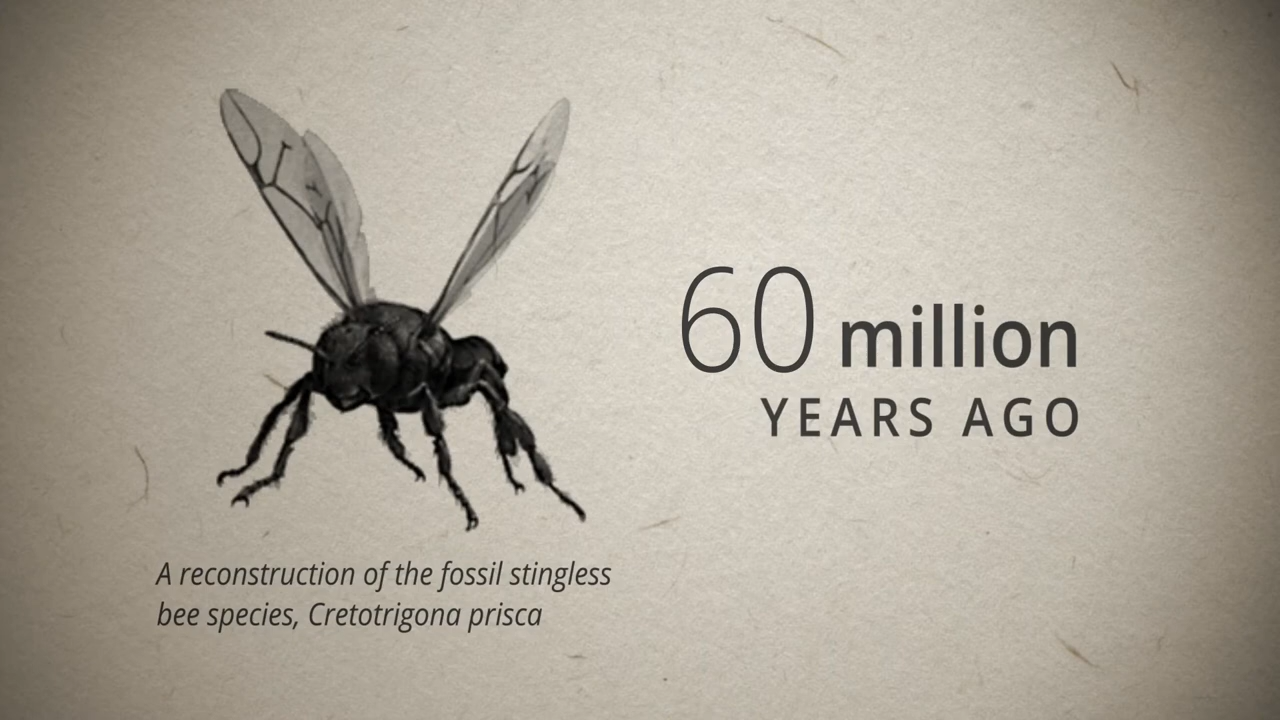 60 million
YEARS AGO
A reconstruction of the fossil stingless
bee species, Cretotrigona prisca